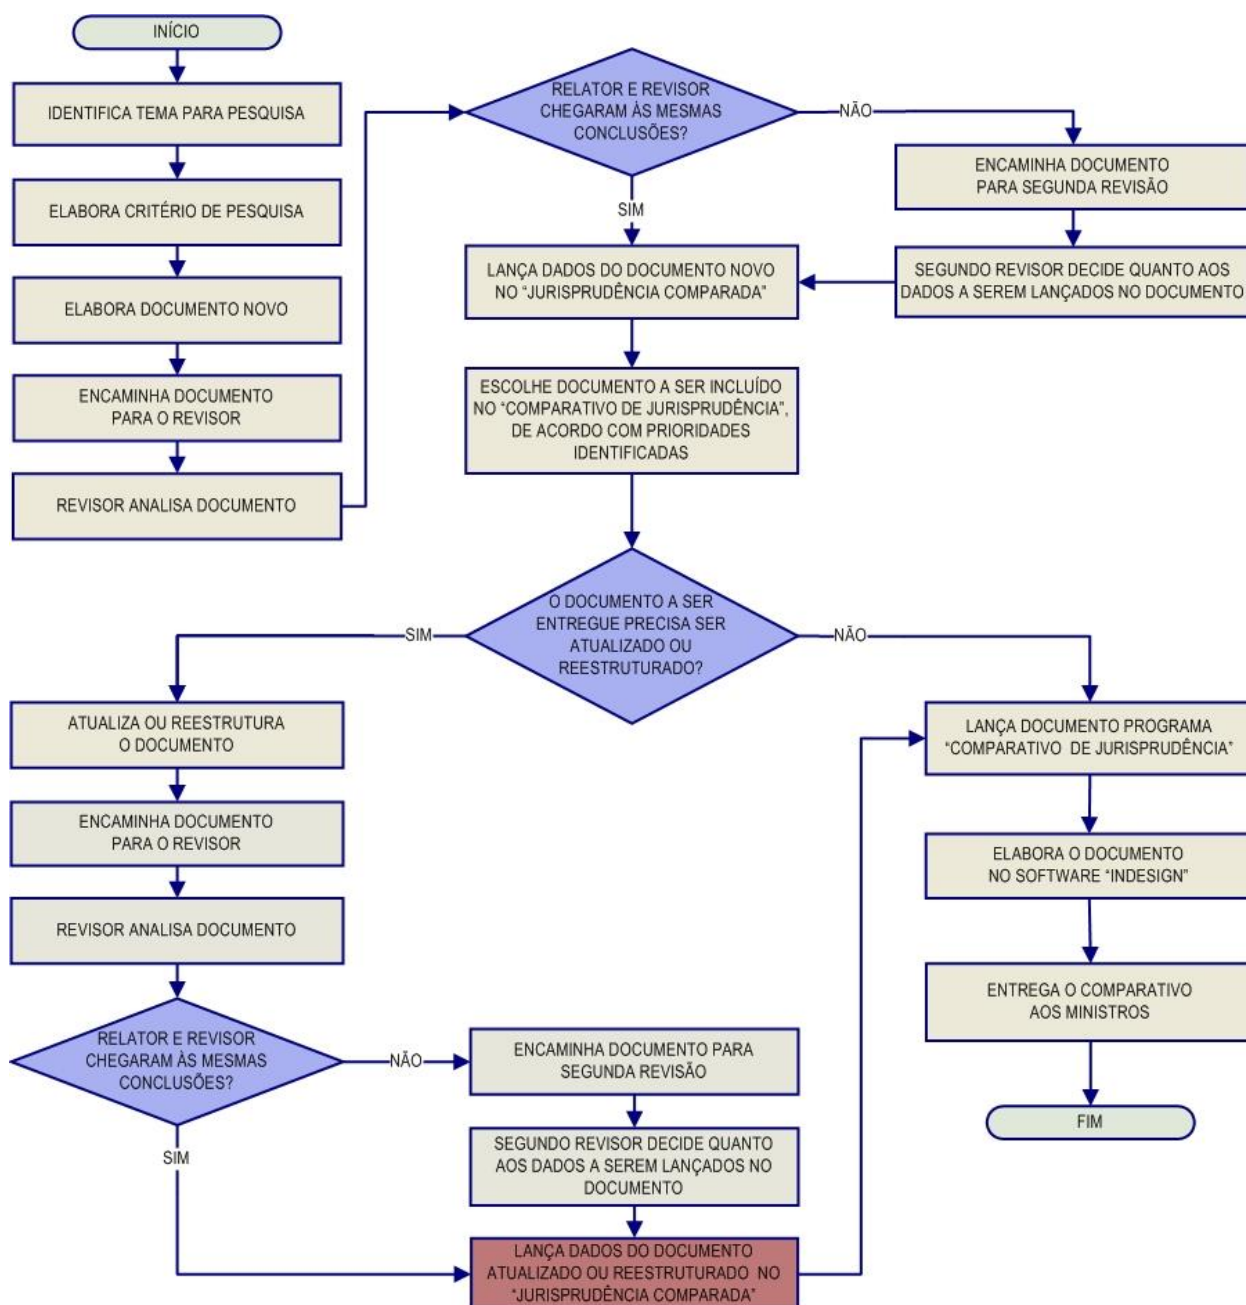 INÍCIO
IDENTIFICA TEMA PARA PESQUISA
ELABORA CRITÉRIO DE PESQUISA
ELABORA DOCUMENTO NOVO
ENCAMINHA DOCUMENTO
PARA O REVISOR
REVISOR ANALISA DOCUMENTO
RELATOR E REVISOR
CHEGARAM ÀS MESMAS
CONCLUSÕES?
NÃO
ENCAMINHA DOCUMENTO
PARA SEGUNDA REVISÃO
SEGUNDO REVISOR DECIDE QUANTO AOS
DADOS A SEREM LANÇADOS NO DOCUMENTO
SIM
LANÇA DADOS DO DOCUMENTO NOVO
NO “JURISPRUDÊNCIA COMPARADA”
ESCOLHE DOCUMENTO A SER INCLUÍDO
NO “COMPARATIVO DE JURISPRUDÊNCIA”,
DE ACORDO COM PRIORIDADES
IDENTIFICADAS
O DOCUMENTO A SER
ENTREGUE PRECISA SER
ATUALIZADO OU
REESTRUTURADO?
SIM
NÃO
ATUALIZA OU REESTRUTURA
O DOCUMENTO
ENCAMINHA DOCUMENTO
PARA O REVISOR
REVISOR ANALISA DOCUMENTO
RELATOR E REVISOR
CHEGARAM ÀS MESMAS
CONCLUSÕES?
NÃO
ENCAMINHA DOCUMENTO PARA
SEGUNDA REVISÃO
SEGUNDO REVISOR DECIDE QUANTO
AOS DADOS A SEREM LANÇADOS NO
DOCUMENTO
SIM
LANÇA DADOS DO DOCUMENTO
ATUALIZADO OU REESTRUTURADO NO
“JURISPRUDÊNCIA COMPARADA”
LANÇA DOCUMENTO PROGRAMA
“COMPARATIVO DE JURISPRUDÊNCIA”
ELABORA O DOCUMENTO
NO SOFTWARE “INDESIGN”
ENTREGA O COMPARATIVO
AOS MINISTROS
FIM